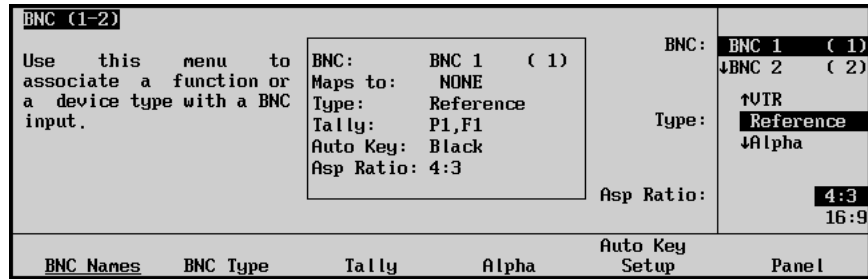 BNC (1-2)
Use this menu to
associate a function or
a device type with a BNC
input.
BNC: BNC 1 ( 1)
Maps to: NONE
Type: Reference
Tally: P1,F1
Auto Key: Black
Asp Ratio: 4:3
BNC: BNC 1 ( 1)
↓BNC 2 ( 2)
↑VTR
Type: Reference
↓Alpha
Asp Ratio: 4:3
16:9
BNC Names BNC Type Tally Alpha Auto Key Setup Panel